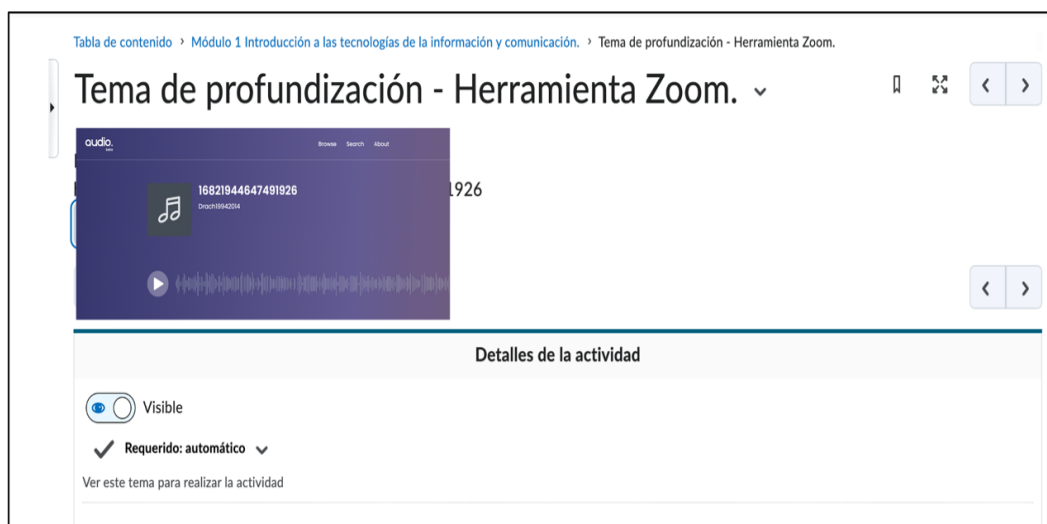 Tabla de contenido > Módulo 1 Introducción a las tecnologías de la información y comunicación. > Tema de profundización - Herramienta Zoom.
Tema de profundización - Herramienta Zoom.
audio.
Browse Search About
16821944647491926
Drach19942014
1926
Detalles de la actividad
Visible
Requerido: automático
Ver este tema para realizar la actividad